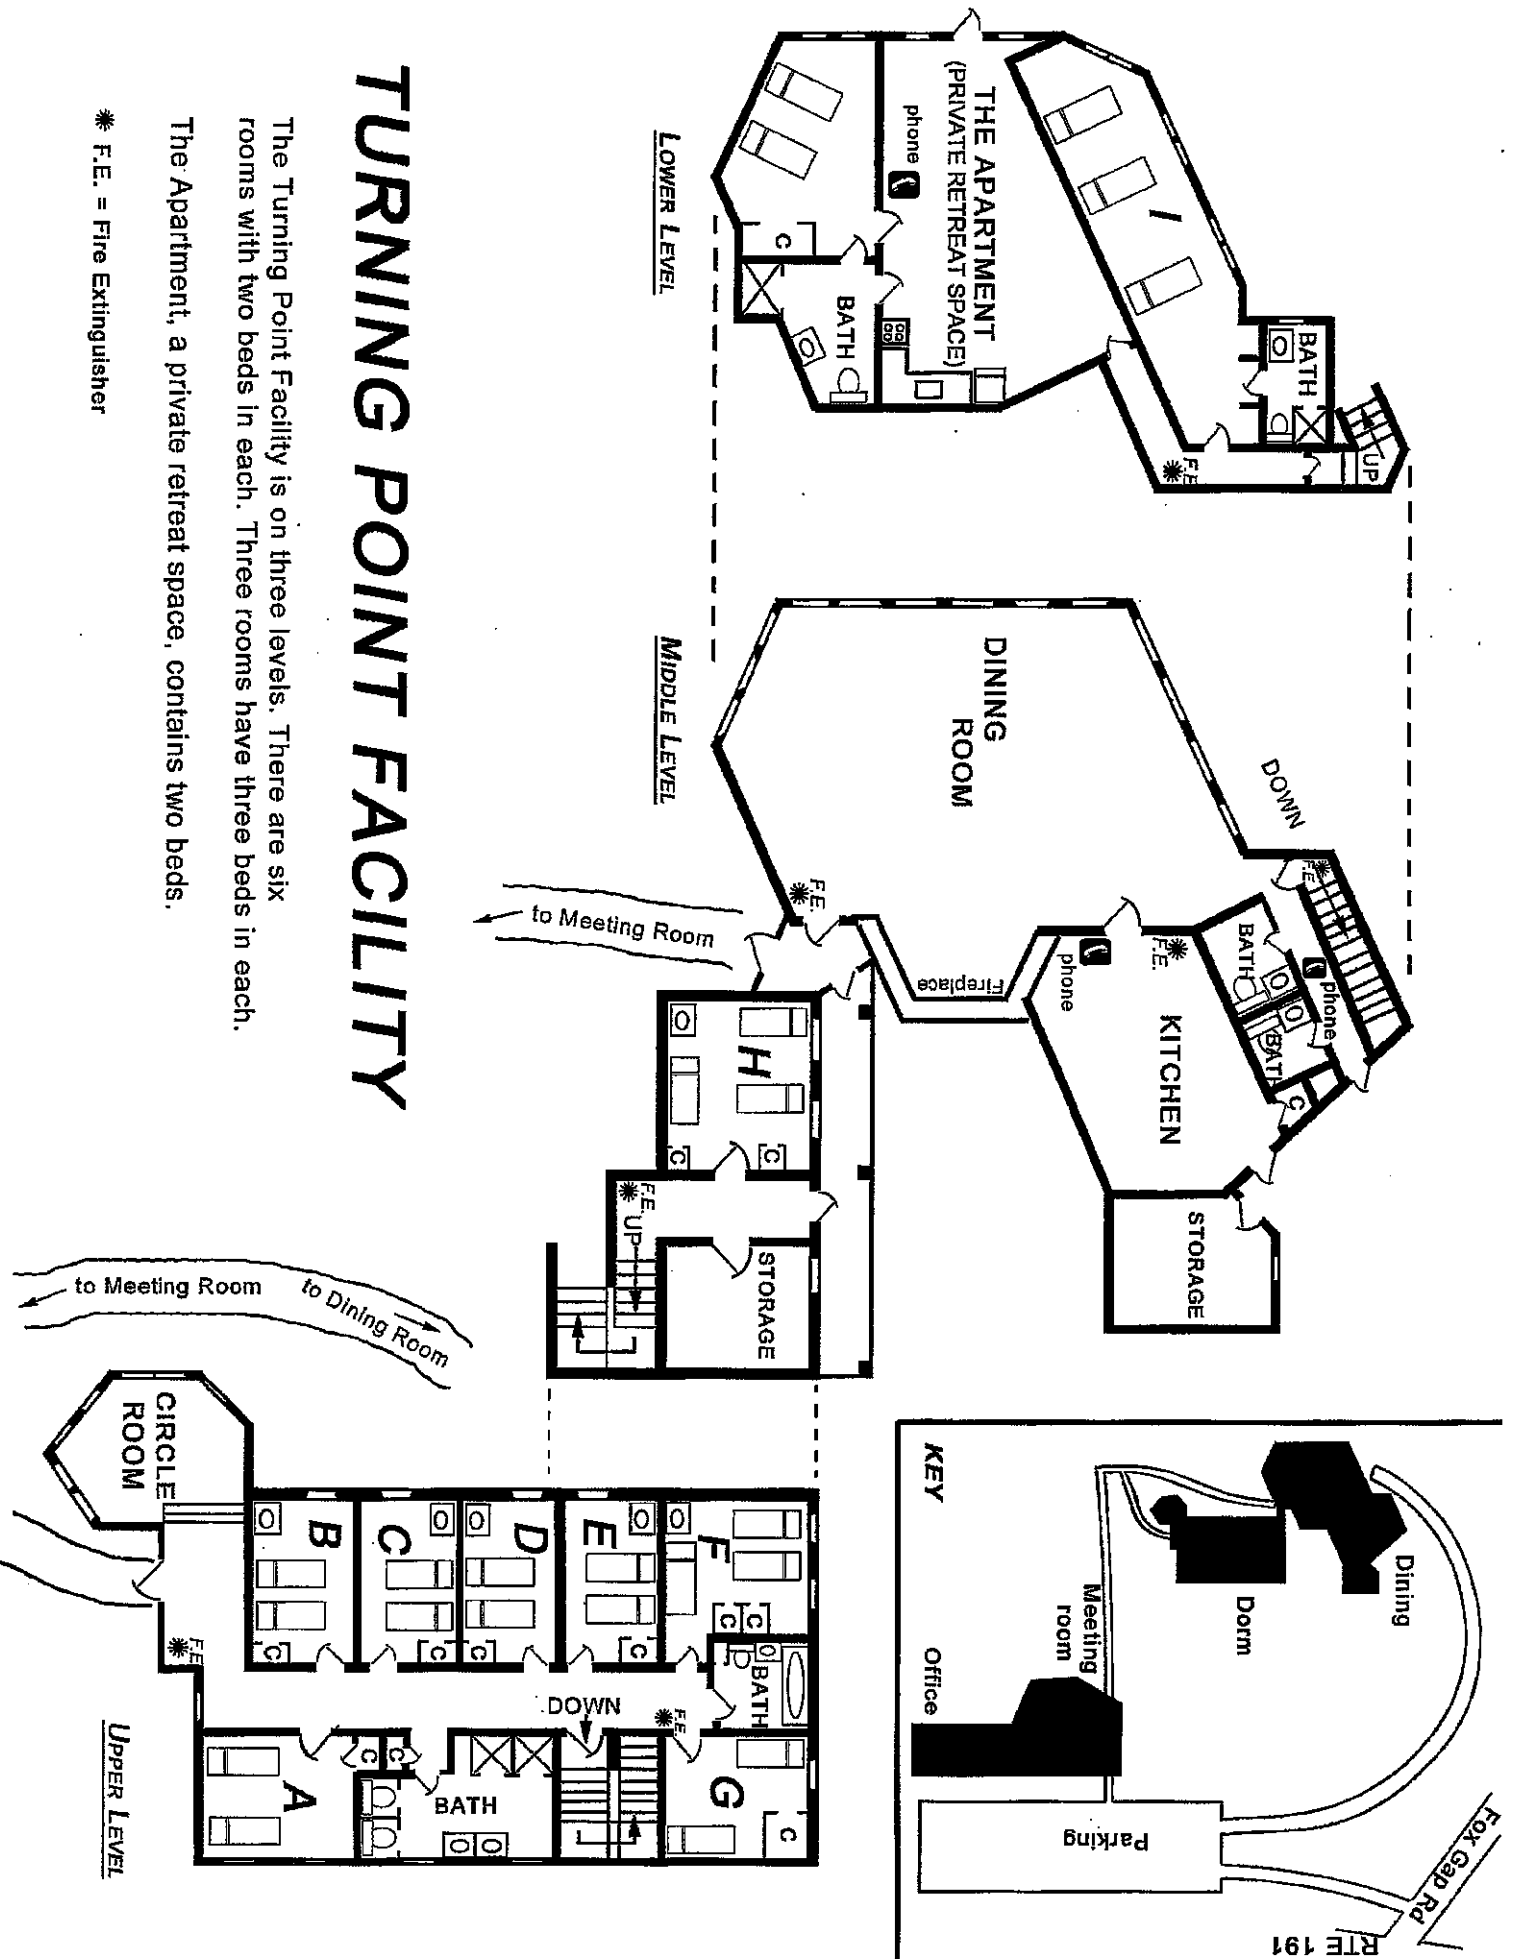 TURNING POINT FACILITY
The Turning Point Facility is on three levels. There are six
rooms with two beds in each. Three rooms have three beds in each.
The Apartment, a private retreat space, contains two beds.
F.E. = Fire Extinguisher
LOWER LEVEL
THE APARTMENT
(PRIVATE RETREAT SPACE)
phone
C
BATH
I
BATH
UP
F.E.
MIDDLE LEVEL
DINING
ROOM
DOWN
F.E.
F.E.
F.E.
BATH
phone
BATH
C
phone
KITCHEN
Fireplace
STORAGE
to Meeting Room
H
C
C
F.E.
UP
STORAGE
UPPER LEVEL
to Meeting Room
to Dining Room
CIRCLE
ROOM
B
C
D
E
F
C
C
C
C
C
C
BATH
F.E.
F.E.
DOWN
A
C
C
BATH
G
C
KEY
Dining
Dorm
Meeting
room
Office
Parking
Fox Gap Rd
RTE 191